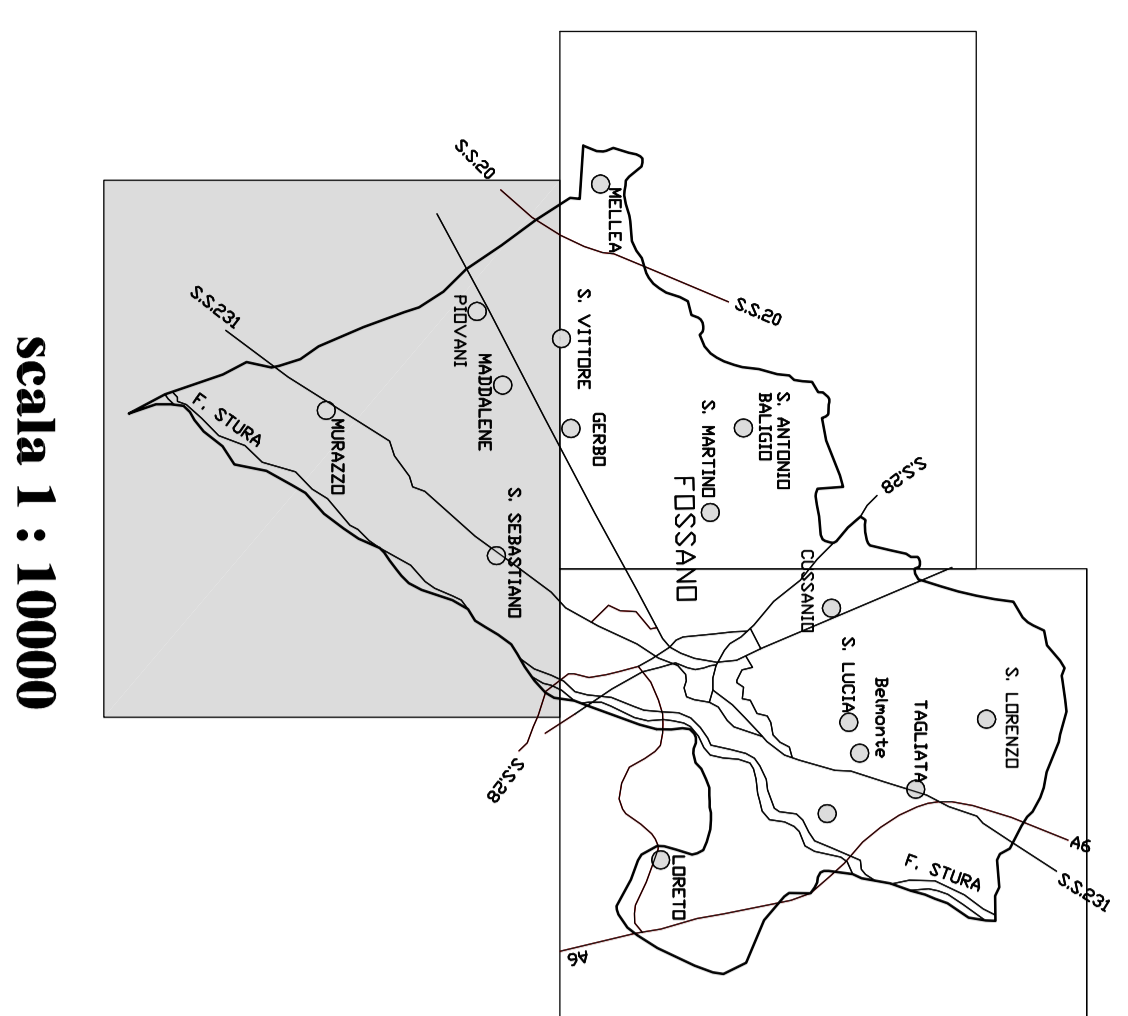 scala 1 : 10000
S.S.20
MELLEA
S.S.20
S.S.231
PIOVANI
S. VITTORE
MADDALENE
GERBO
S. MARTINO
S. ANTONIO
BALIGIO
F. STURA
MURAZZO
S. SEBASTIANO
FOSSANO
S.S.28
CUSSANIO
S. LUCIA
Belmonte
TAGLIATA
S. LORENZO
S.S.28
LORETO
F. STURA
A6
S.S.231
A6